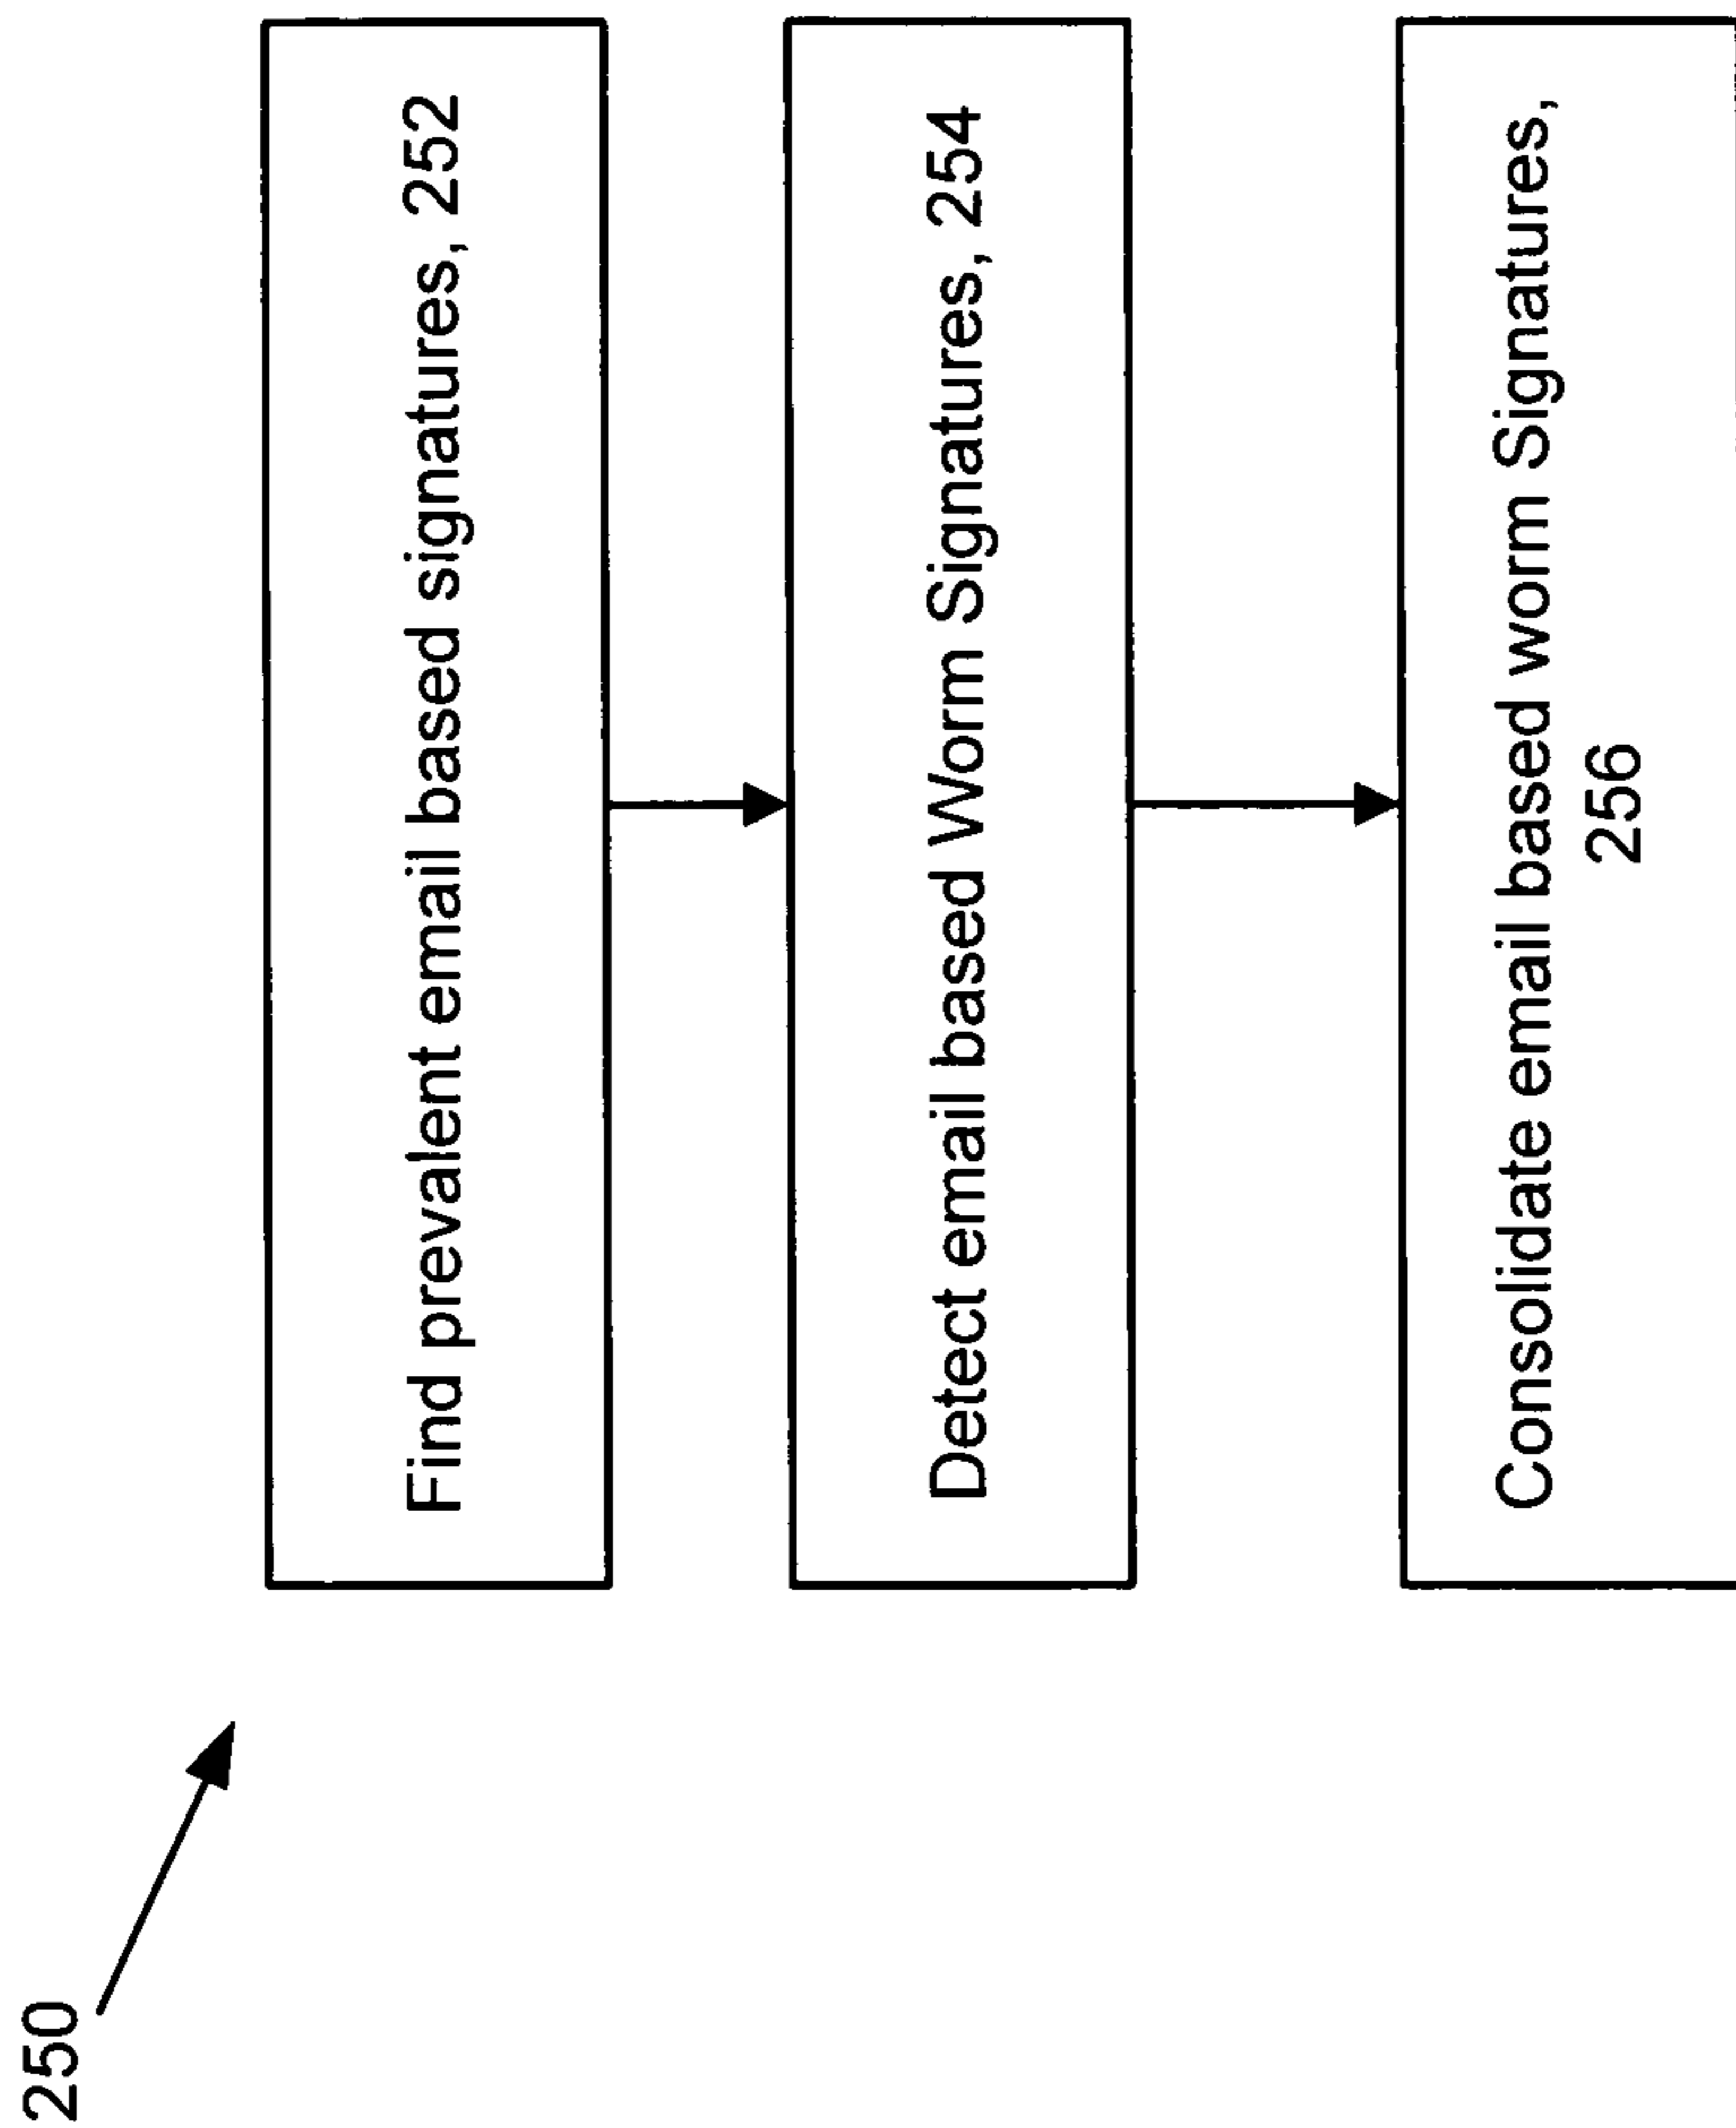 250
Find prevalent email based signatures, 252
Detect email based Worm Signatures, 254
Consolidate email based worm Signatures,
256